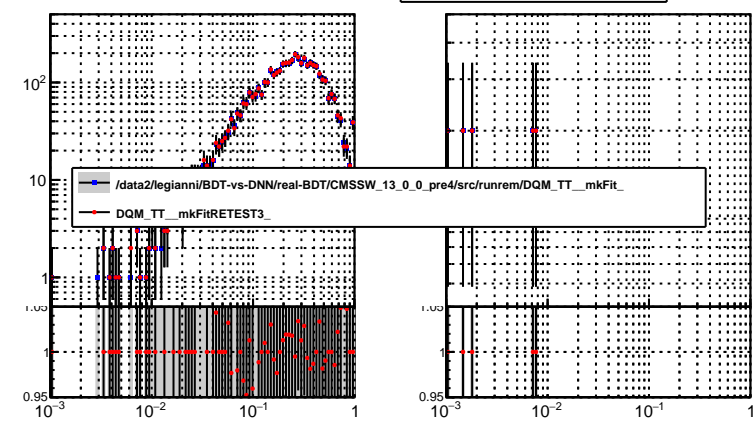 10²
10
1
/data2/legianni/BDT-vs-DNN/real-BDT/CMSSW_13_0_0_pre4/src/runrem/DQM_TT__mkFit_
DQM_TT__mkFitRETEST3_
1.05 1.05
1 1
0.95 0.95
10⁻³ 10⁻² 10⁻¹ 1 10⁻³ 10⁻² 10⁻¹ 1